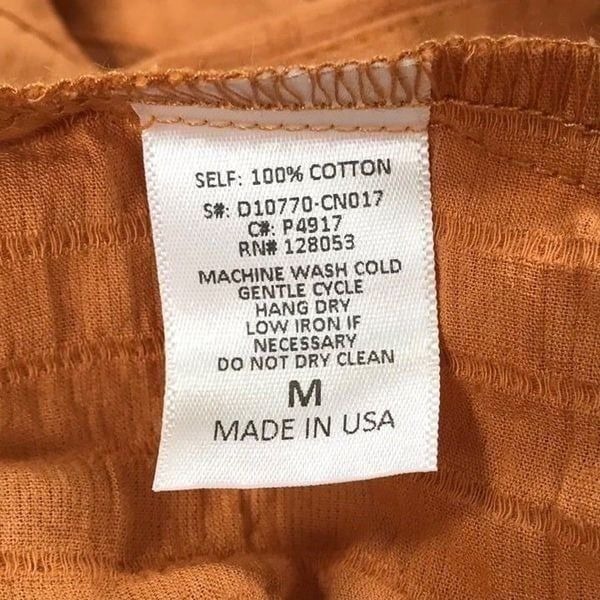 SELF: 100% COTTON
S#: D10770-CN017
C#: P4917
RN# 128053
MACHINE WASH COLD
GENTLE CYCLE
HANG DRY
LOW IRON IF
NECESSARY
DO NOT DRY CLEAN
M
MADE IN USA